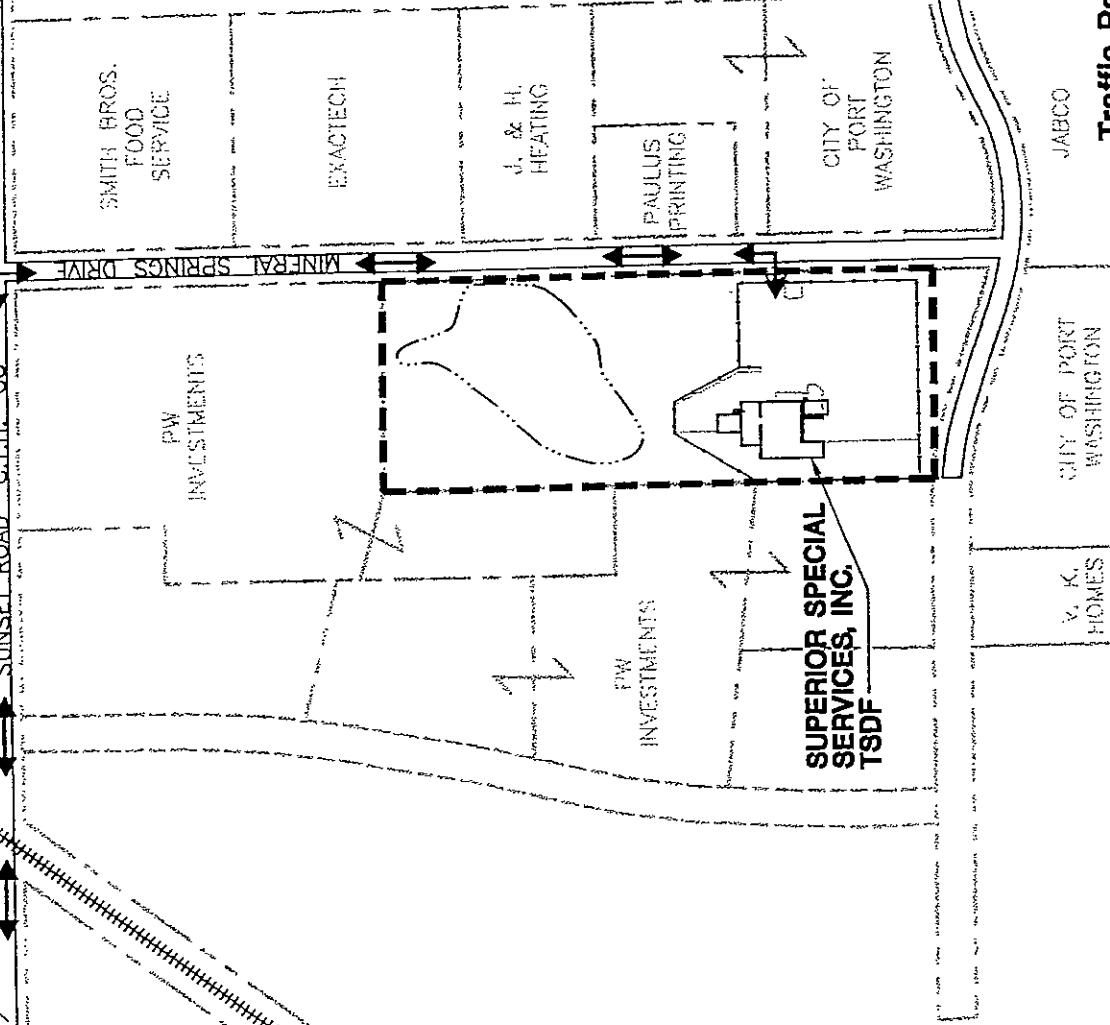 SMITH BROS.
FOOD
SERVICE
EXACTECH
J. & H.
HEATING
PAULUS
PRINTING
CITY OF
PORT
WASHINGTON
JABCO
MINERAL SPRINGS DRIVE
SUNSET ROAD
PW
INVESTMENTS
PW
INVESTMENTS
SUPERIOR SPECIAL
SERVICES, INC.
TSDF
CITY OF PORT
WASHINGTON
V. K.
HOMES
Traffic